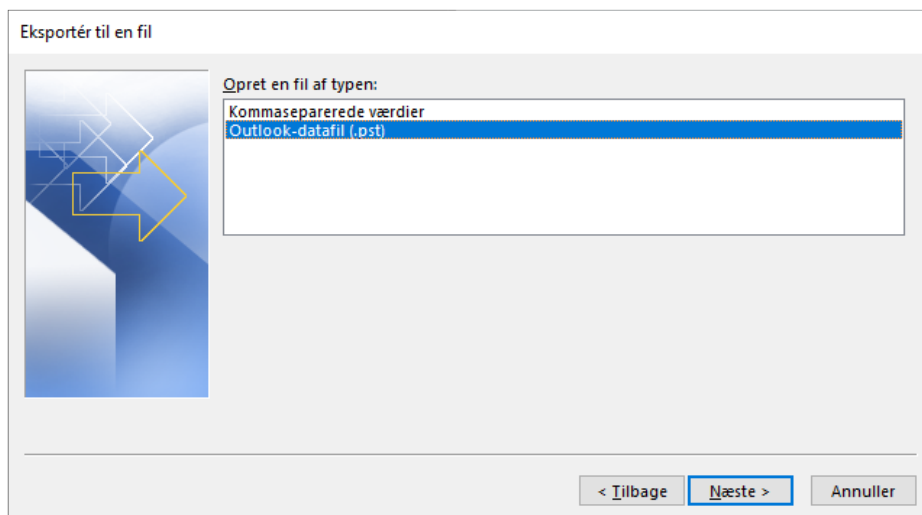 Eksportér til en fil
Opret en fil af typen:
Kommaseparerede værdier
Outlook-datafil (.pst)
< Tilbage
Næste >
Annuller